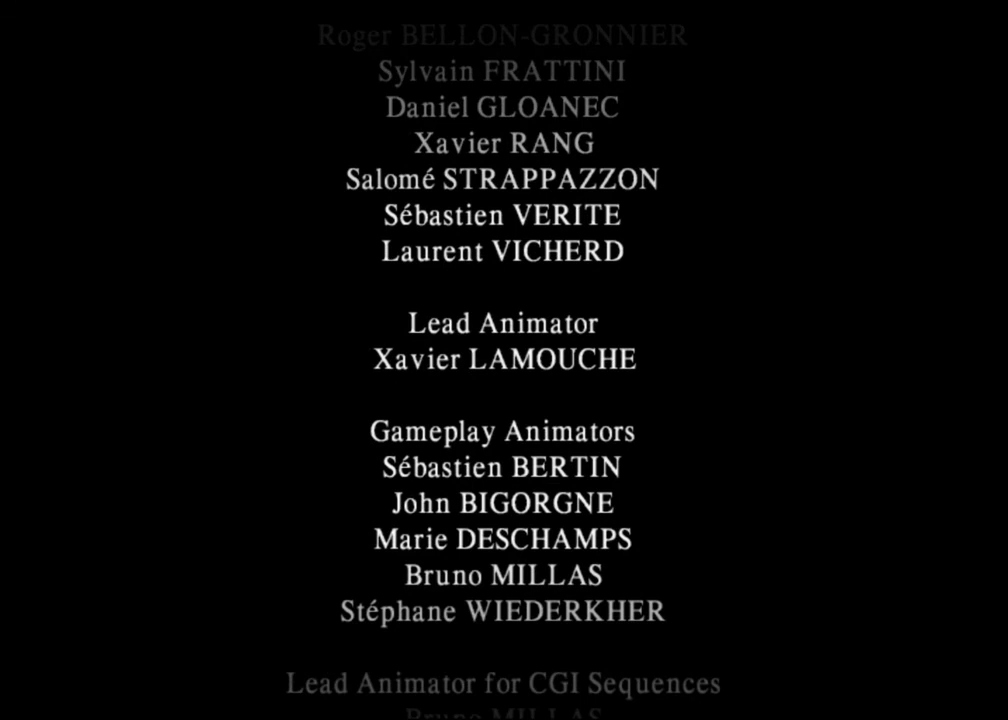 Roger BELLON-GRONNIER
Sylvain FRATTINI
Daniel GLOANEC
Xavier RANG
Salomé STRAPPAZZON
Sébastien VERITE
Laurent VICHERD
Lead Animator
Xavier LAMOUCHE
Gameplay Animators
Sébastien BERTIN
John BIGORGNE
Marie DESCHAMPS
Bruno MILLAS
Stéphane WIEDERKHER
Lead Animator for CGI Sequences
Bruno MILLAS